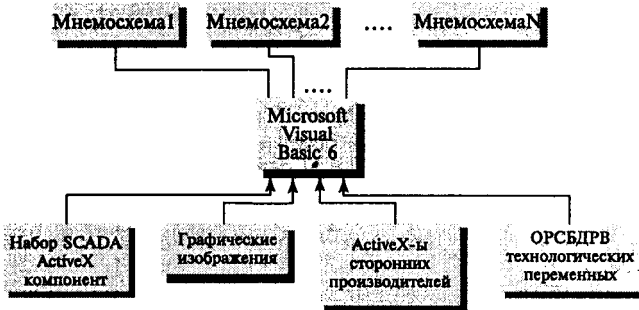 Мнемосхема1
Мнемосхема2
....
МнемосхемаN
....
Microsoft
Visual
Basic 6
Набор SCADA
ActiveX
компонент
Графические
изображения
ActiveX-ы
сторонних
производителей
ОРСБДРВ
технологических
переменных